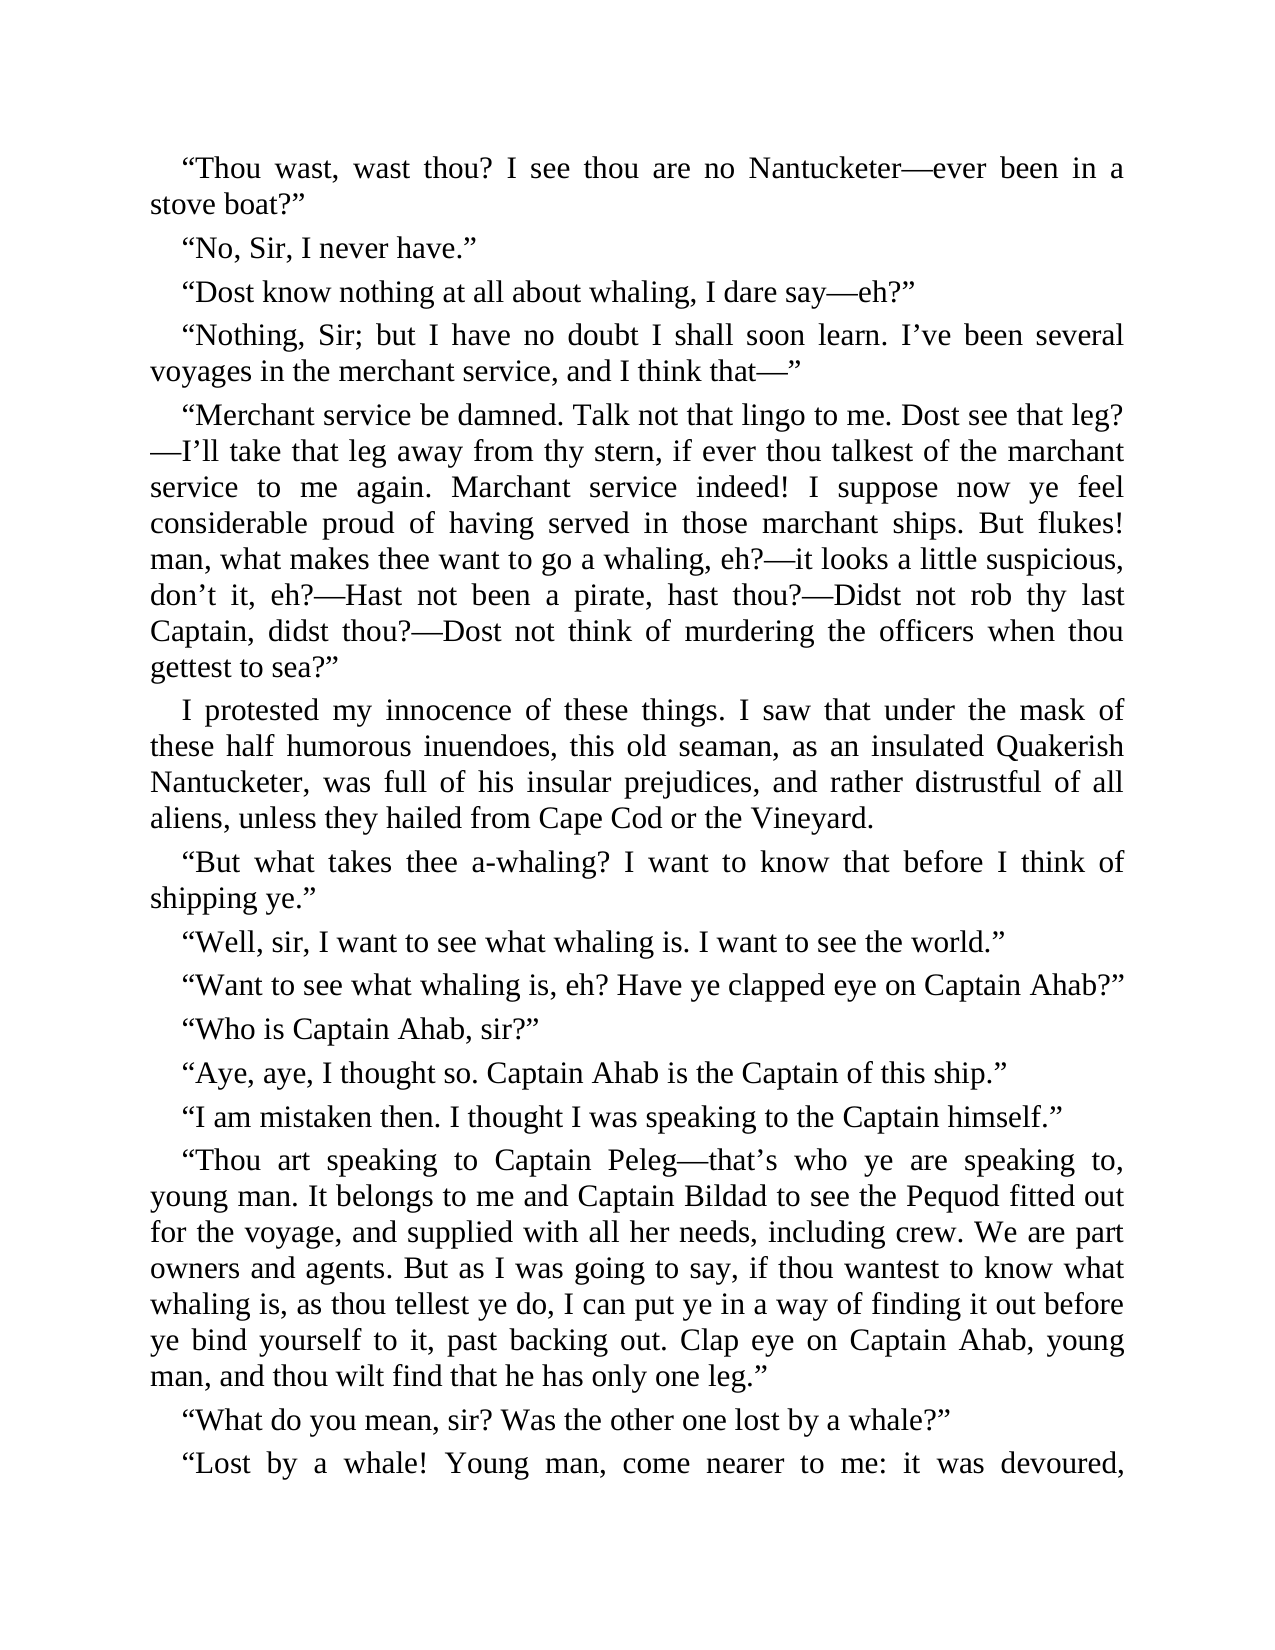 “Thou wast, wast thou? I see thou are no Nantucketer—ever been in a
stove boat?”
“No, Sir, I never have.”
“Dost know nothing at all about whaling, I dare say—eh?”
“Nothing, Sir; but I have no doubt I shall soon learn. I’ve been several
voyages in the merchant service, and I think that—”
“Merchant service be damned. Talk not that lingo to me. Dost see that leg?
—I’ll take that leg away from thy stern, if ever thou talkest of the marchant
service to me again. Marchant service indeed! I suppose now ye feel
considerable proud of having served in those marchant ships. But flukes!
man, what makes thee want to go a whaling, eh?—it looks a little suspicious,
don’t it, eh?—Hast not been a pirate, hast thou?—Didst not rob thy last
Captain, didst thou?—Dost not think of murdering the officers when thou
gettest to sea?”
I protested my innocence of these things. I saw that under the mask of
these half humorous inuendoes, this old seaman, as an insulated Quakerish
Nantucketer, was full of his insular prejudices, and rather distrustful of all
aliens, unless they hailed from Cape Cod or the Vineyard.
“But what takes thee a-whaling? I want to know that before I think of
shipping ye.”
“Well, sir, I want to see what whaling is. I want to see the world.”
“Want to see what whaling is, eh? Have ye clapped eye on Captain Ahab?”
“Who is Captain Ahab, sir?”
“Aye, aye, I thought so. Captain Ahab is the Captain of this ship.”
“I am mistaken then. I thought I was speaking to the Captain himself.”
“Thou art speaking to Captain Peleg—that’s who ye are speaking to,
young man. It belongs to me and Captain Bildad to see the Pequod fitted out
for the voyage, and supplied with all her needs, including crew. We are part
owners and agents. But as I was going to say, if thou wantest to know what
whaling is, as thou tellest ye do, I can put ye in a way of finding it out before
ye bind yourself to it, past backing out. Clap eye on Captain Ahab, young
man, and thou wilt find that he has only one leg.”
“What do you mean, sir? Was the other one lost by a whale?”
“Lost by a whale! Young man, come nearer to me: it was devoured,